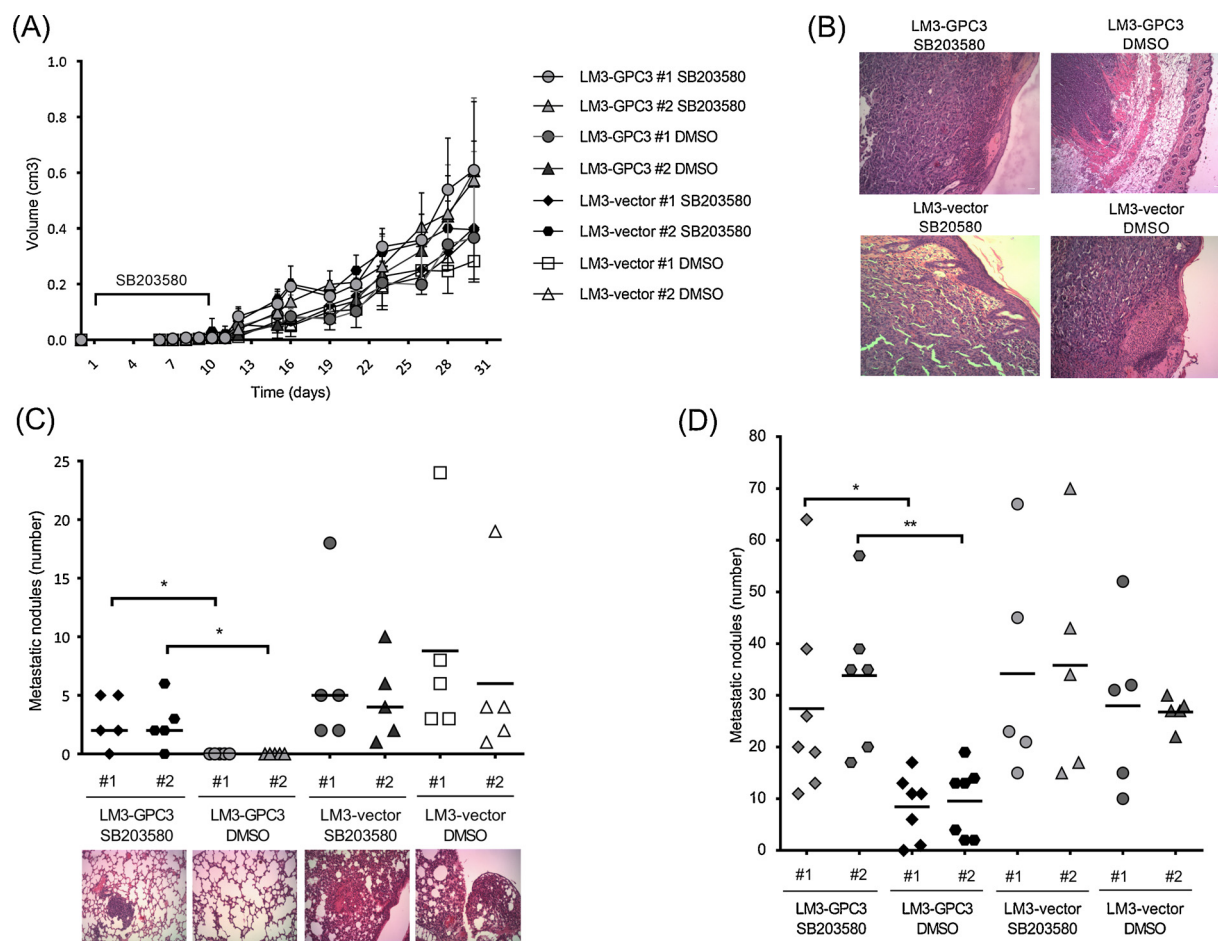 (A)
1.0
0.8
0.6
0.4
0.2
0.0
Volume (cm3)
SB203580
1
4
7
10
13
16
19
22
25
28
31
Time (days)
LM3-GPC3 #1 SB203580
LM3-GPC3 #2 SB203580
LM3-GPC3 #1 DMSO
LM3-GPC3 #2 DMSO
LM3-vector #1 SB203580
LM3-vector #2 SB203580
LM3-vector #1 DMSO
LM3-vector #2 DMSO
(B)
LM3-GPC3
SB203580
LM3-GPC3
DMSO
LM3-vector
SB20580
LM3-vector
DMSO
(C)
25
20
15
10
5
0
Metastatic nodules (number)
*
*
#1
#2
#1
#2
#1
#2
#1
#2
LM3-GPC3
SB203580
LM3-GPC3
DMSO
LM3-vector
SB203580
LM3-vector
DMSO
(D)
80
70
60
50
40
30
20
10
0
Metastatic nodules (number)
*
**
#1
#2
#1
#2
#1
#2
#1
#2
LM3-GPC3
SB203580
LM3-GPC3
DMSO
LM3-vector
SB203580
LM3-vector
DMSO